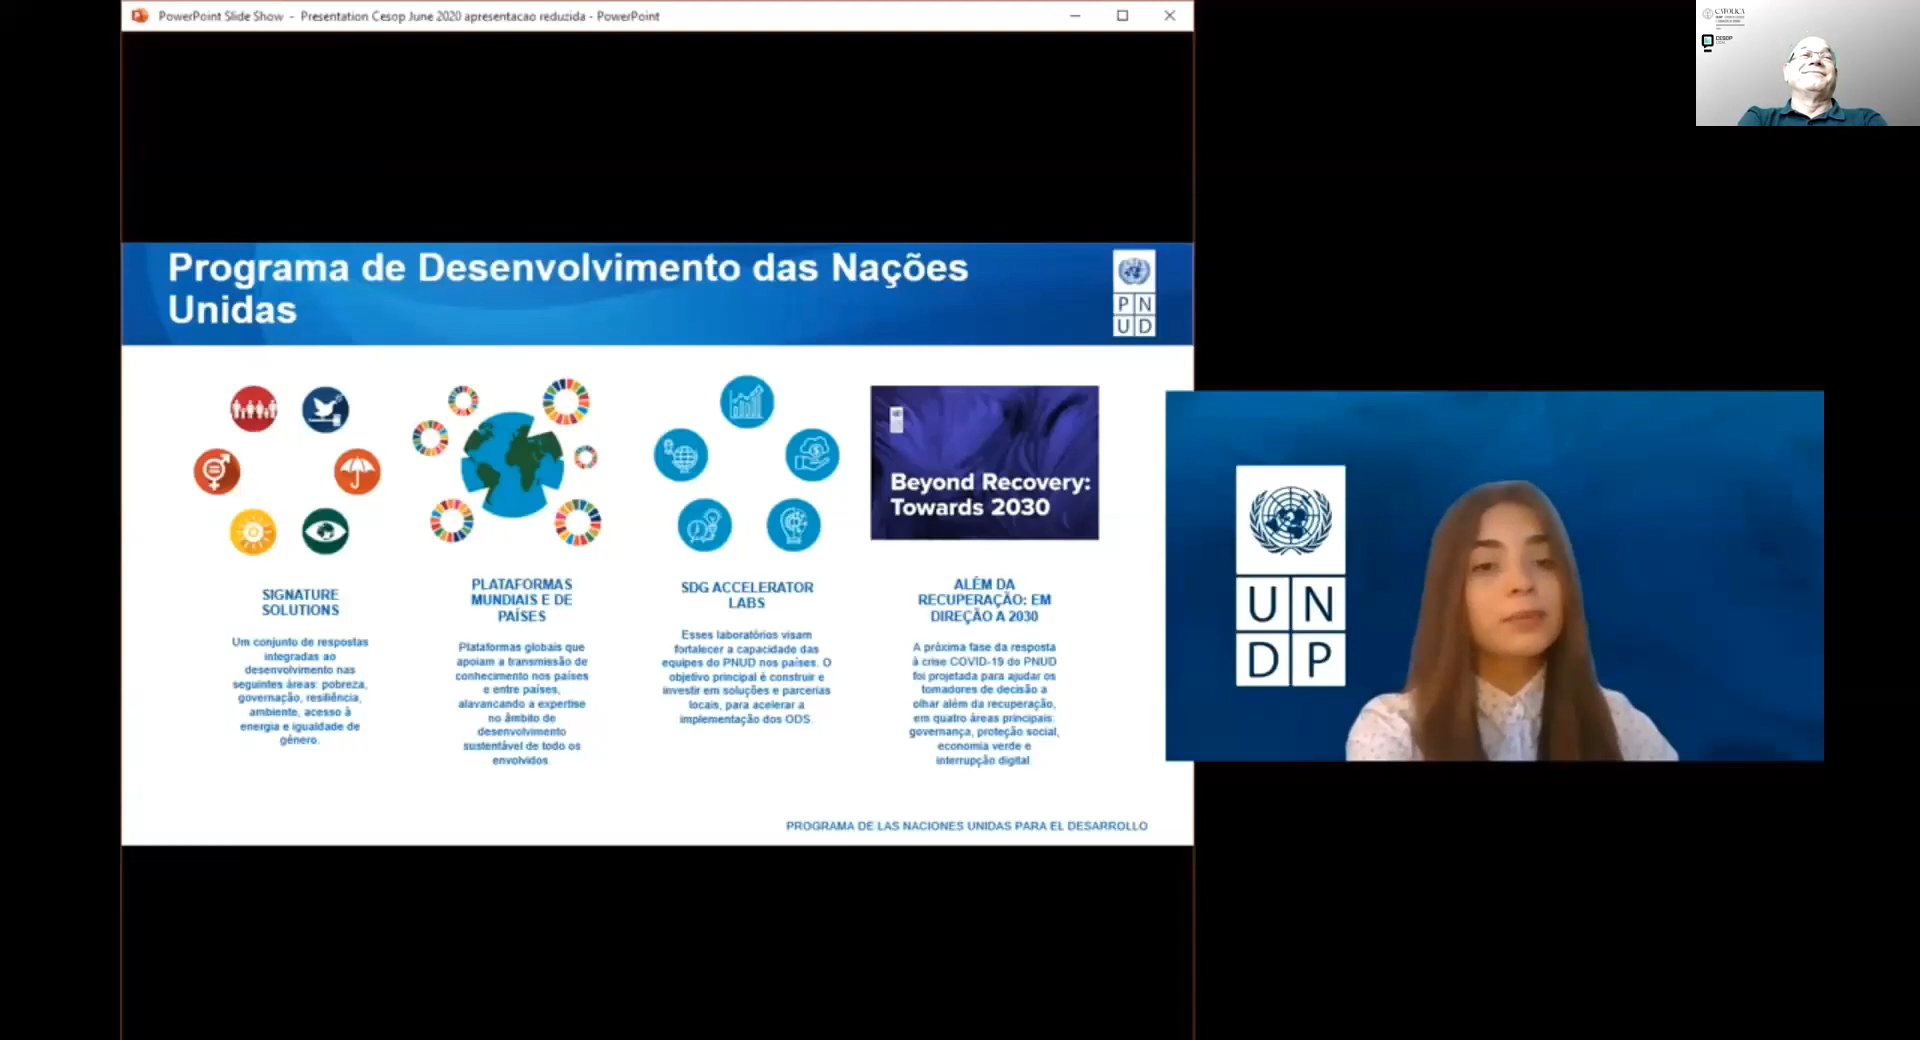 PowerPoint Slide Show - Presentation Cesop June 2020 apresentacao reduzida - PowerPoint
CATÓLICA
CESOP
Programa de Desenvolvimento das Nações
Unidas
P N
U D
Beyond Recovery:
Towards 2030
SIGNATURE
SOLUTIONS
Um conjunto de respostas
integradas ao
desenvolvimento nas
seguintes áreas: pobreza,
governação, resiliência,
ambiente, acesso à
energia e igualdade de
género.
PLATAFORMAS
MUNDIAIS E DE
PAÍSES
Plataformas globais que
apoiam a transmissão de
conhecimento nos países
e entre países,
alavancando a expertise
no âmbito de
desenvolvimento
sustentável de todo os
envolvidos
SDG ACCELERATOR
LABS
Esses laboratórios visam
fortalecer a capacidade das
equipes do PNUD nos países. O
objetivo principal é construir e
investir em soluções e parcerias
locais, para acelerar a
implementação dos ODS.
ALÉM DA
RECUPERAÇÃO: EM
DIREÇÃO A 2030
A próxima fase da resposta
à crise COVID-19 do PNUD
foi projetada para ajudar os
tomadores de decisão a
olhar além da recuperação,
em quatro áreas principais:
governança, proteção social,
economia verde e
interrupção digital.
PROGRAMA DE LAS NACIONES UNIDAS PARA EL DESARROLLO
U N
D P